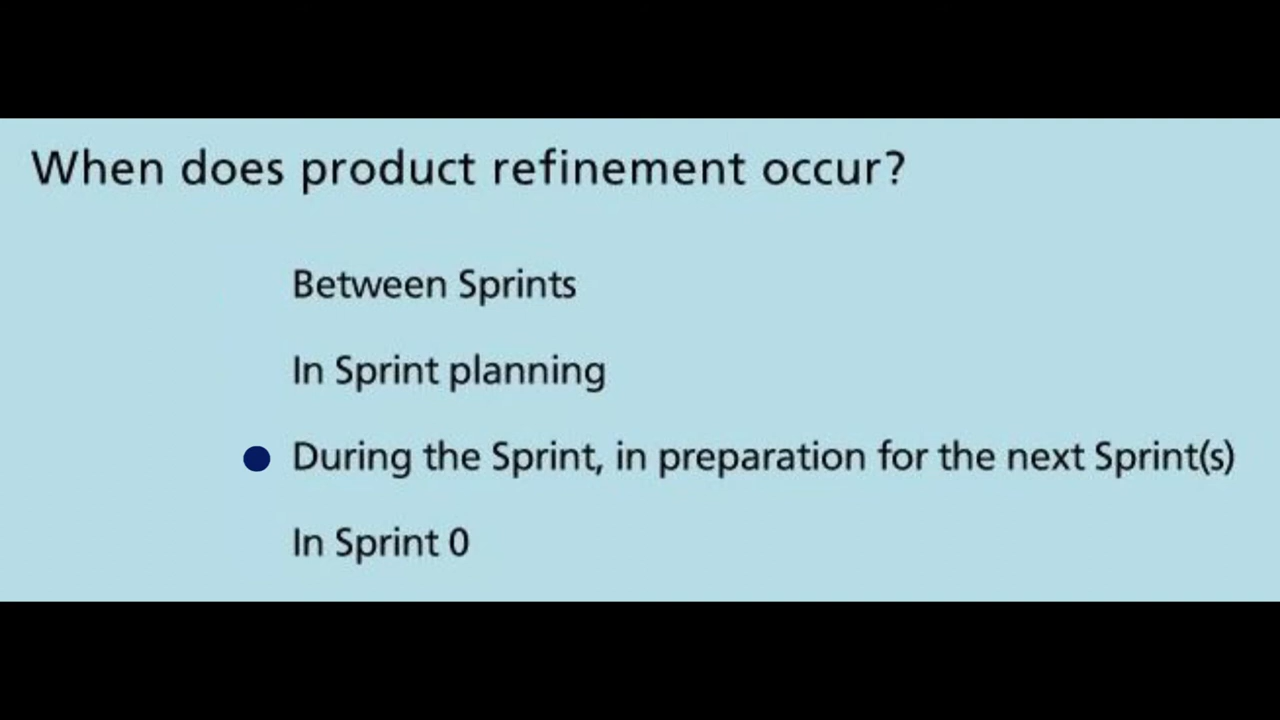 When does product refinement occur?
Between Sprints
In Sprint planning
During the Sprint, in preparation for the next Sprint(s)
In Sprint 0